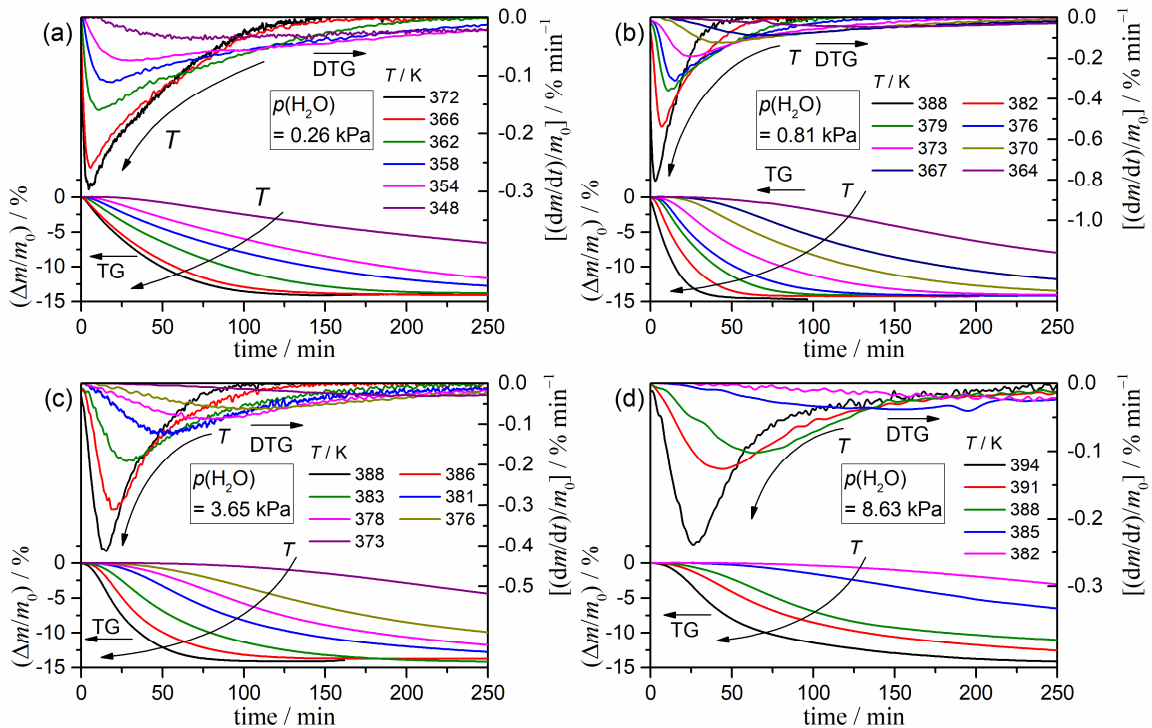 (a)
T
DTG
p(H₂O)
= 0.26 kPa
T / K
372
366
362
358
354
348
T
TG
0.0
-0.1
-0.2
-0.3
[(dm/dt)/m₀] / % min⁻¹
0
-5
-10
-15
(Δm/m₀) / %
0 50 100 150 200 250
time / min
(b)
T
DTG
p(H₂O)
= 0.81 kPa
T / K
388 382
379 376
373 370
367 364
TG
T
0.0
-0.2
-0.4
-0.6
-0.8
-1.0
[(dm/dt)/m₀] / % min⁻¹
0
-5
-10
-15
(Δm/m₀) / %
0 50 100 150 200 250
time / min
(c)
T
DTG
p(H₂O)
= 3.65 kPa
T / K
388 386
383 381
378 376
373
T
TG
0.0
-0.1
-0.2
-0.3
-0.4
-0.5
[(dm/dt)/m₀] / % min⁻¹
0
-5
-10
-15
(Δm/m₀) / %
0 50 100 150 200 250
time / min
(d)
T
DTG
p(H₂O)
= 8.63 kPa
T / K
394
391
388
385
382
T
TG
0.0
-0.1
-0.2
-0.3
[(dm/dt)/m₀] / % min⁻¹
0
-5
-10
-15
(Δm/m₀) / %
0 50 100 150 200 250
time / min